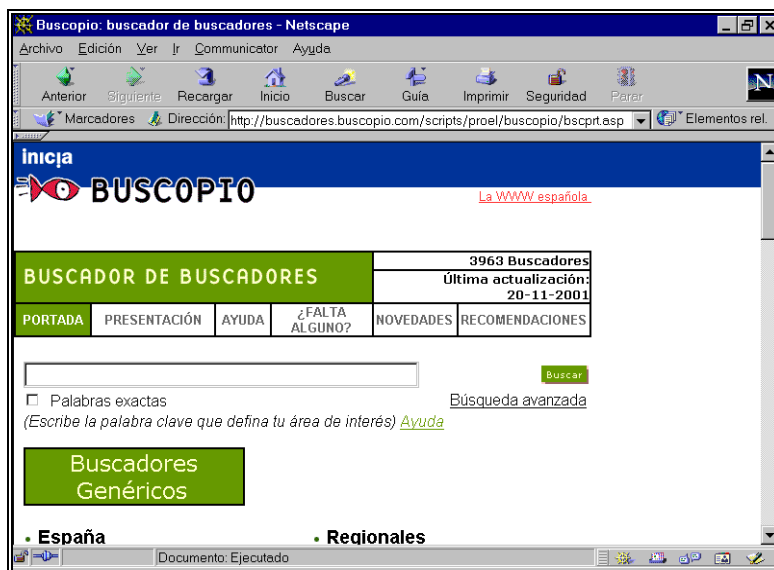 Buscopio: buscador de buscadores - Netscape
Archivo Edición Ver Ir Communicator Ayuda
Anterior Siguiente Recargar Inicio Buscar Guía Imprimir Seguridad Parar
N
Marcadores Dirección: http://buscadores.buscopio.com/scripts/proel/buscopio/bscprt.asp Elementos rel.
inicia
BUSCOPIO
La WWW española
BUSCADOR DE BUSCADORES
3963 Buscadores
Última actualización:
20-11-2001
PORTADA PRESENTACIÓN AYUDA ¿FALTA ALGUNO? NOVEDADES RECOMENDACIONES
Buscar
Palabras exactas Búsqueda avanzada
(Escribe la palabra clave que defina tu área de interés) Ayuda
Buscadores
Genéricos
• España • Regionales
Documento: Ejecutado